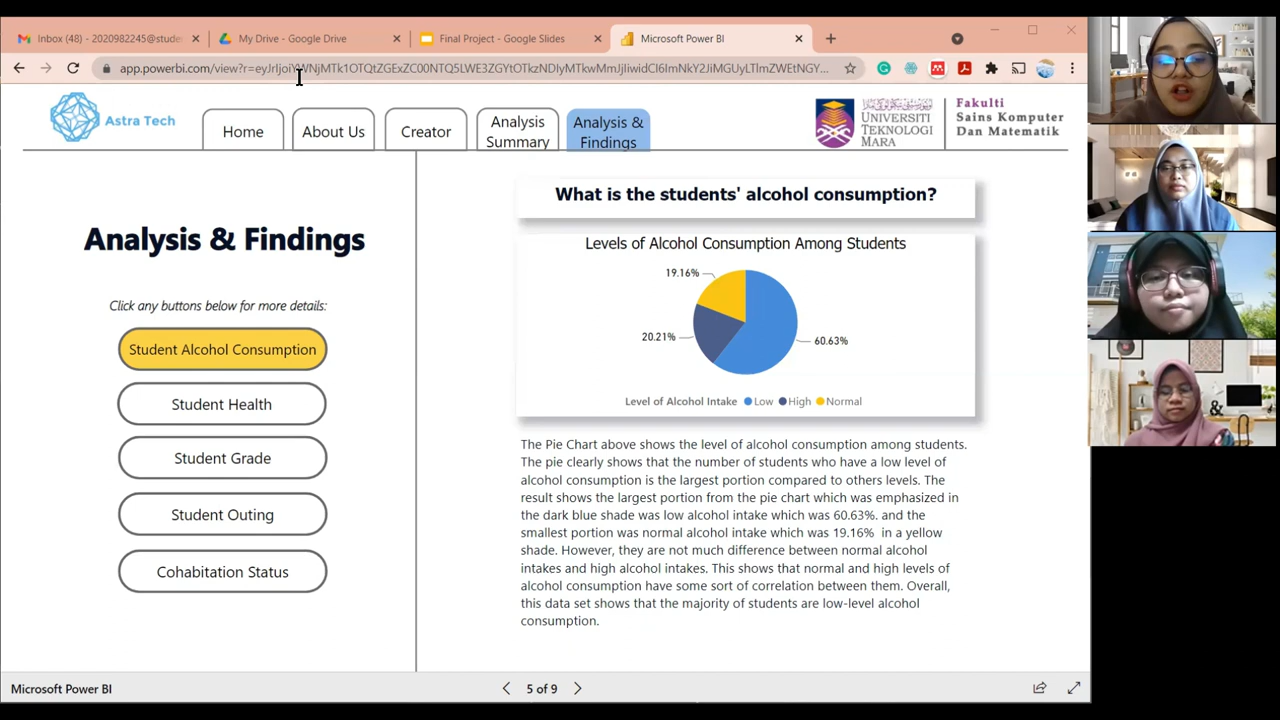 Inbox (48) - 2020982245@stude
My Drive - Google Drive
Final Project - Google Slides
Microsoft Power BI
Astra Tech
Home
About Us
Creator
Analysis
Summary
Analysis &
Findings
UNIVERSITI
TEKNOLOGI
MARA
Fakulti
Sains Komputer
Dan Matematik
Analysis & Findings
Click any buttons below for more details:
Student Alcohol Consumption
Student Health
Student Grade
Student Outing
Cohabitation Status
What is the students' alcohol consumption?
Levels of Alcohol Consumption Among Students
19.16%
20.21%
60.63%
Level of Alcohol Intake Low High Normal
The Pie Chart above shows the level of alcohol consumption among students.
The pie clearly shows that the number of students who have a low level of
alcohol consumption is the largest portion compared to others levels. The
result shows the largest portion from the pie chart which was emphasized in
the dark blue shade was low alcohol intake which was 60.63%. and the
smallest portion was normal alcohol intake which was 19.16% in a yellow
shade. However, they are not much difference between normal alcohol
intakes and high alcohol intakes. This shows that normal and high levels of
alcohol consumption have some sort of correlation between them. Overall,
this data set shows that the majority of students are low-level alcohol
consumption.
Microsoft Power BI
5 of 9